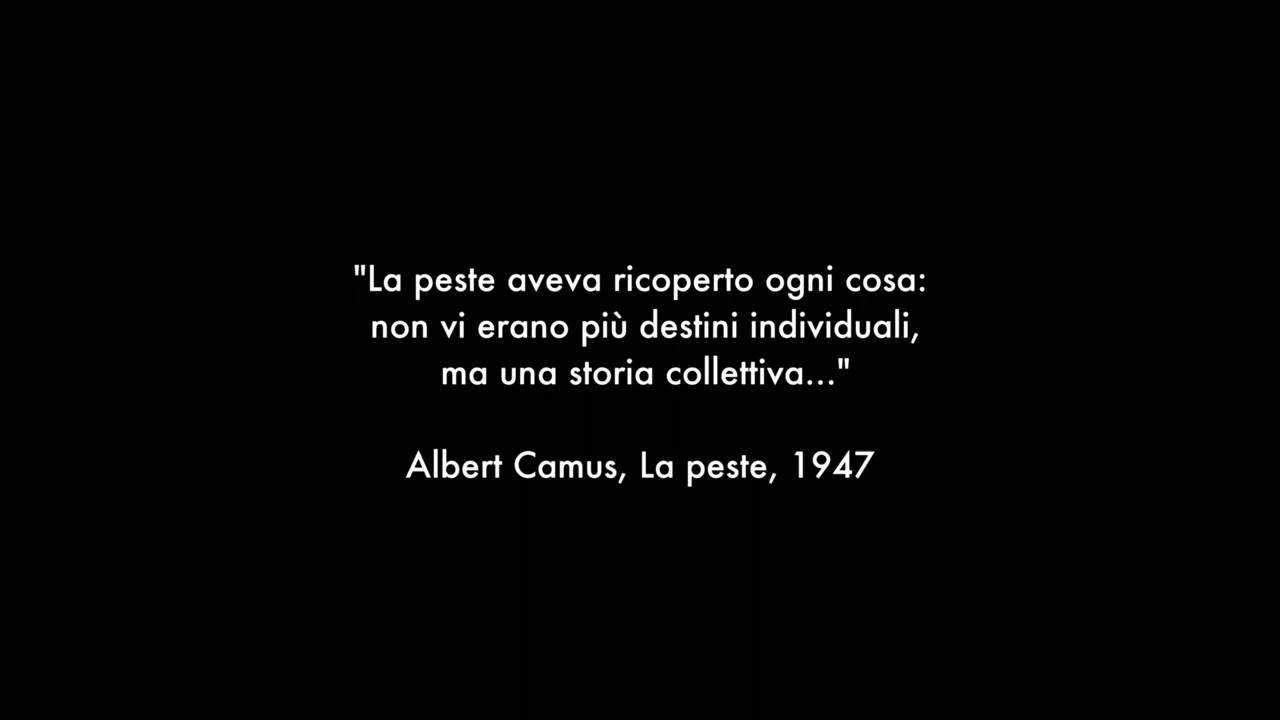 "La peste aveva ricoperto ogni cosa:
non vi erano più destini individuali,
ma una storia collettiva..."
Albert Camus, La peste, 1947